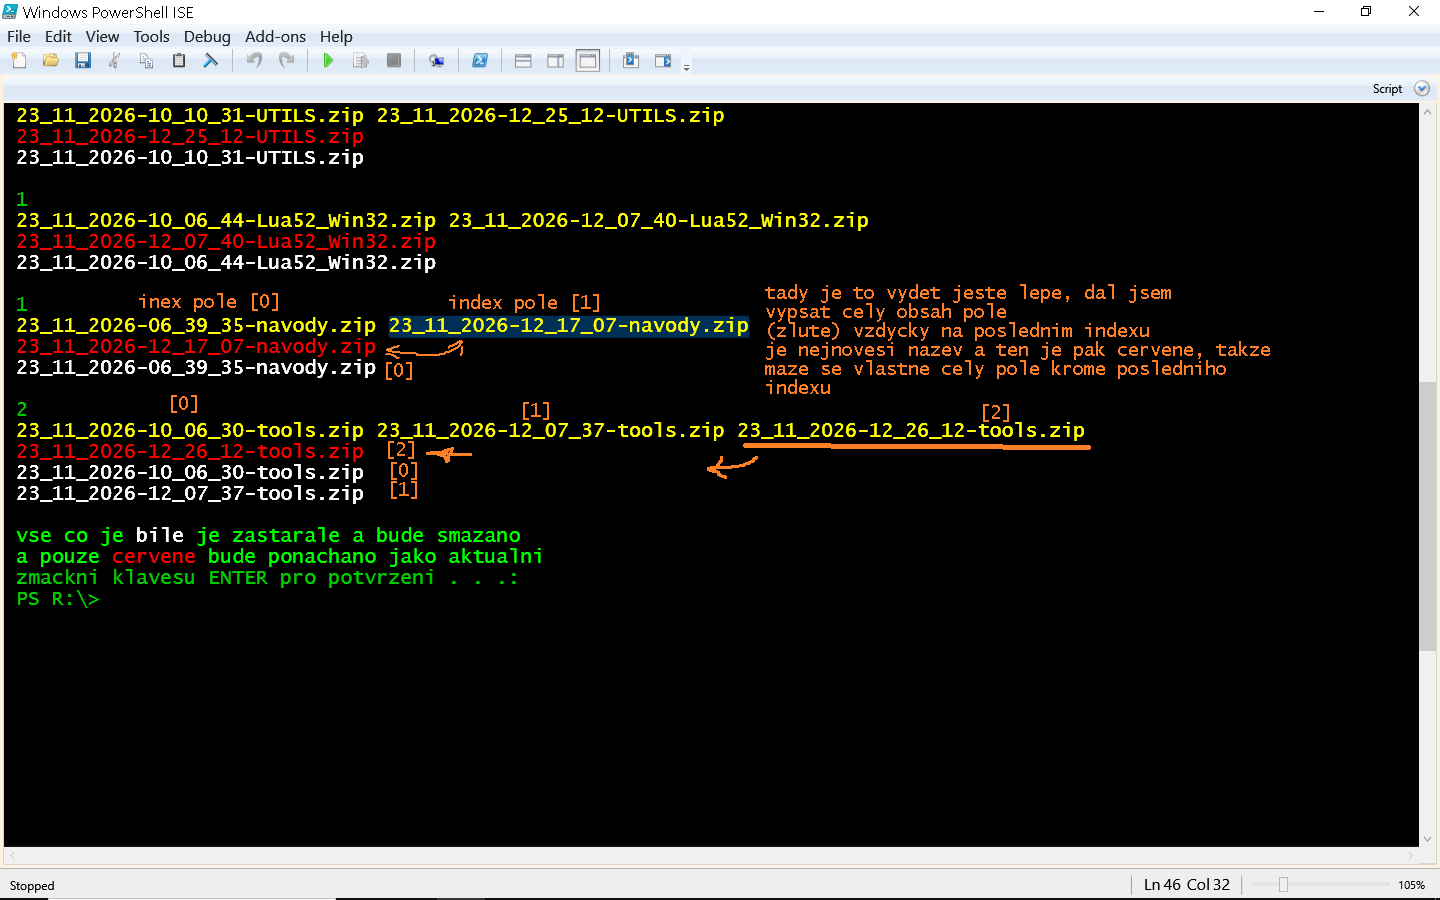 Windows PowerShell ISE
File Edit View Tools Debug Add-ons Help
Script
23_11_2026-10_10_31-UTILS.zip 23_11_2026-12_25_12-UTILS.zip
23_11_2026-12_25_12-UTILS.zip
23_11_2026-10_10_31-UTILS.zip
1
23_11_2026-10_06_44-Lua52_Win32.zip 23_11_2026-12_07_40-Lua52_Win32.zip
23_11_2026-12_07_40-Lua52_Win32.zip
23_11_2026-10_06_44-Lua52_Win32.zip
1
inex pole [0] index pole [1]
23_11_2026-06_39_35-navody.zip 23_11_2026-12_17_07-navody.zip
23_11_2026-12_17_07-navody.zip
23_11_2026-06_39_35-navody.zip [0]
tady je to vydet jeste lepe, dal jsem
vypsat cely obsah pole
(zlute) vzdycky na poslednim indexu
je nejnovesi nazev a ten je pak cervene, takze
maze se vlastne cely pole krome posledniho
indexu
2 [0] [1] [2]
23_11_2026-10_06_30-tools.zip 23_11_2026-12_07_37-tools.zip 23_11_2026-12_26_12-tools.zip
23_11_2026-12_26_12-tools.zip [2]
23_11_2026-10_06_30-tools.zip [0]
23_11_2026-12_07_37-tools.zip [1]
vse co je bile je zastarale a bude smazano
a pouze cervene bude ponachano jako aktualni
zmackni klavesu ENTER pro potvrzeni . . .:
PS R:\>
Stopped
Ln 46 Col 32
105%